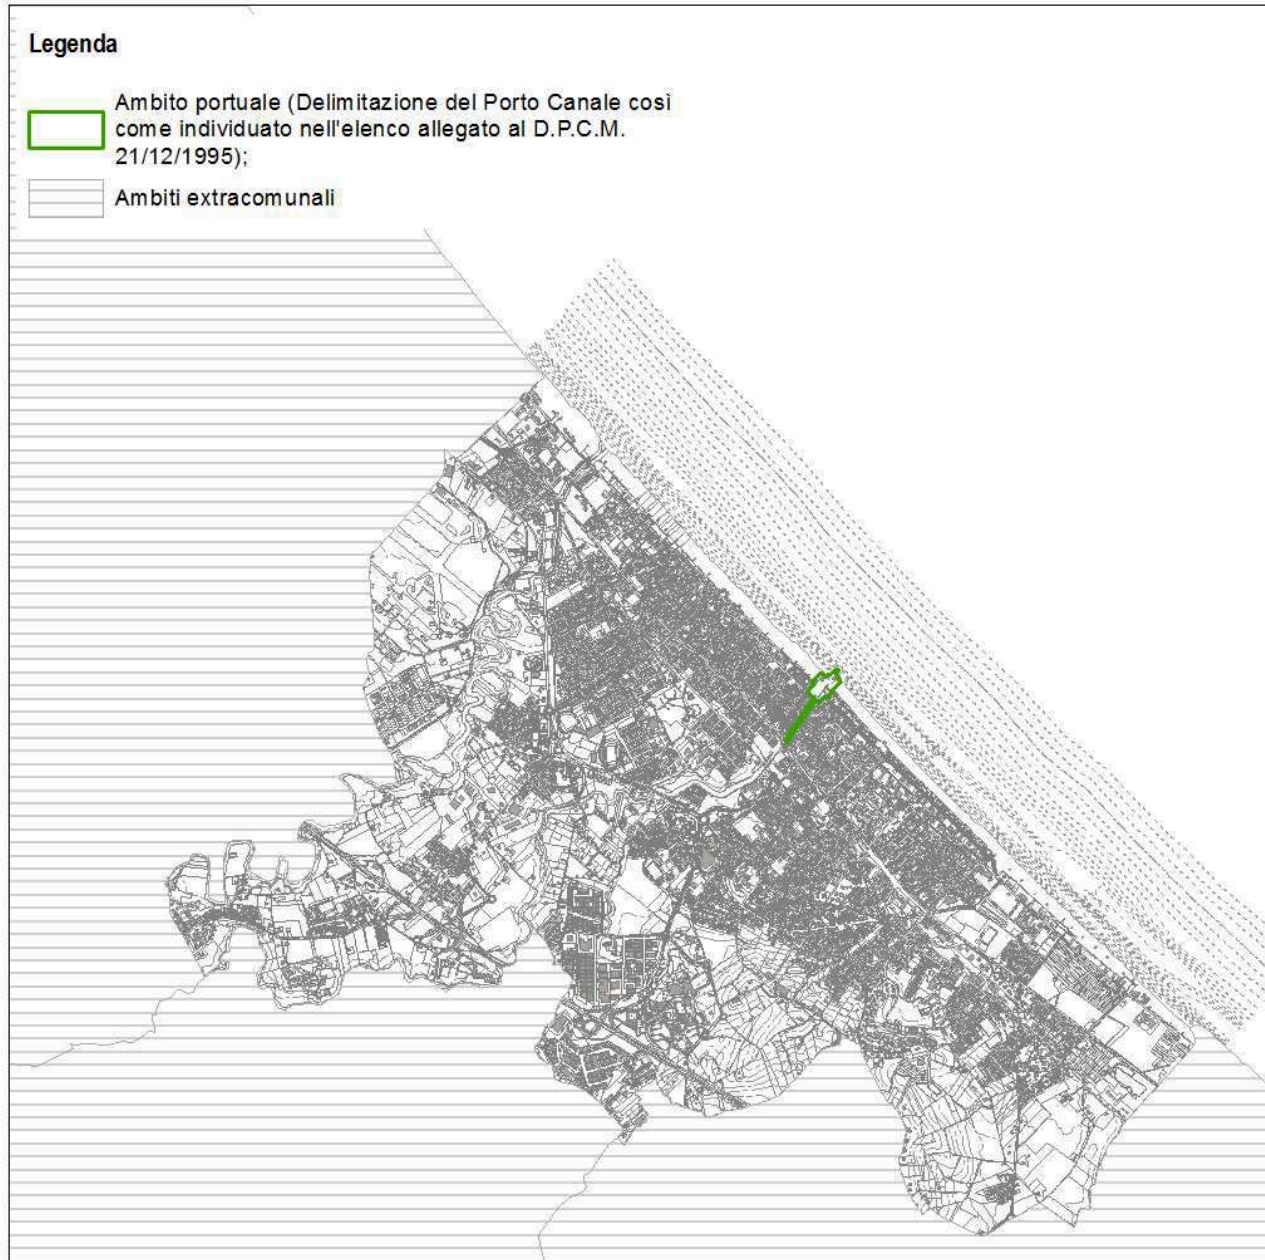 Legenda
Ambito portuale (Delimitazione del Porto Canale così
come individuato nell'elenco allegato al D.P.C.M.
21/12/1995);
Ambiti extracomunali